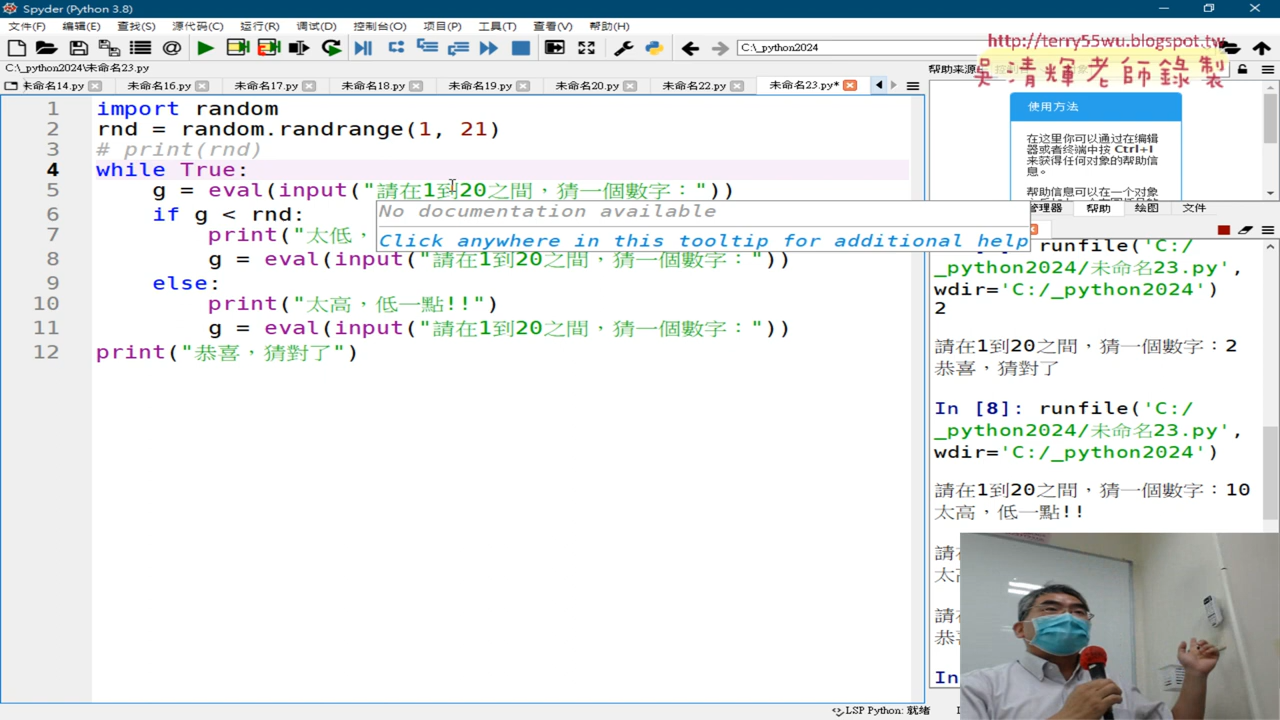 Spyder (Python 3.8)
文件(F) 编辑(E) 查找(S) 源代码(C) 运行(R) 调试(D) 控制台(O) 项目(P) 工具(T) 查看(V) 帮助(H)
C:\_python2024
http://terry55wu.blogspot.tw
吳清輝老師錄製
C:\_python2024\未命名23.py
帮助 来源
未命名14.py 未命名16.py 未命名17.py 未命名18.py 未命名19.py 未命名20.py 未命名22.py 未命名23.py*
1 import random
2 rnd = random.randrange(1, 21)
3 # print(rnd)
4 while True:
5 g = eval(input("請在1到20之間，猜一個數字："))
6 if g < rnd:
No documentation available
7 print("太低，
Click anywhere in this tooltip for additional help
8 g = eval(input("請在1到20之間，猜一個數字："))
9 else:
10 print("太高，低一點!!")
11 g = eval(input("請在1到20之間，猜一個數字："))
12 print("恭喜，猜對了")
使用方法
在这里你可以通过在编辑
器或者终端中按 Ctrl+I
来获得任何对象的帮助信
息。
帮助信息可以在一个对象
管理器 帮助 绘图 文件
runfile('C:/
_python2024/未命名23.py',
wdir='C:/_python2024')
2
請在1到20之間，猜一個數字：2
恭喜，猜對了
In [8]: runfile('C:/
_python2024/未命名23.py',
wdir='C:/_python2024')
請在1到20之間，猜一個數字：10
太高，低一點!!
請
太
請
恭
In
LSP Python: 就绪